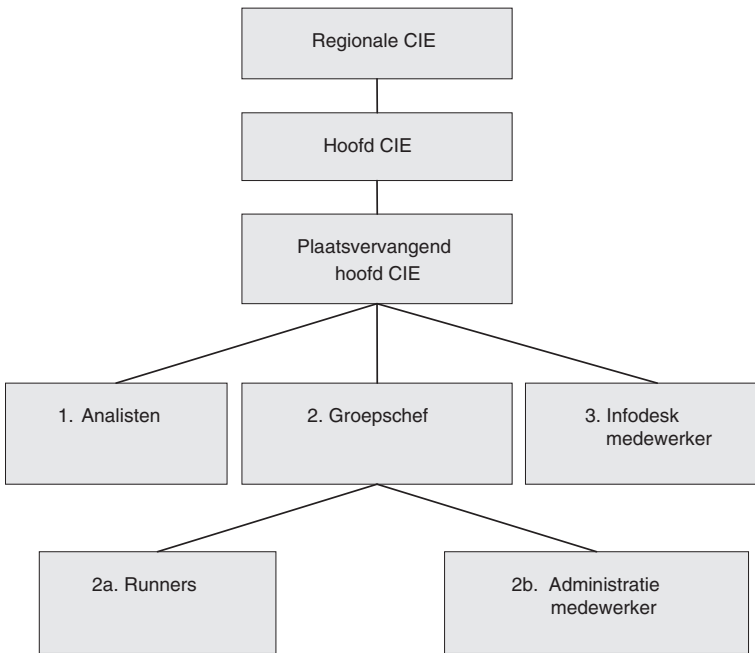 Regionale CIE
Hoofd CIE
Plaatsvervangend
hoofd CIE
1. Analisten
2. Groepschef
3. Infodesk
medewerker
2a. Runners
2b. Administratie
medewerker